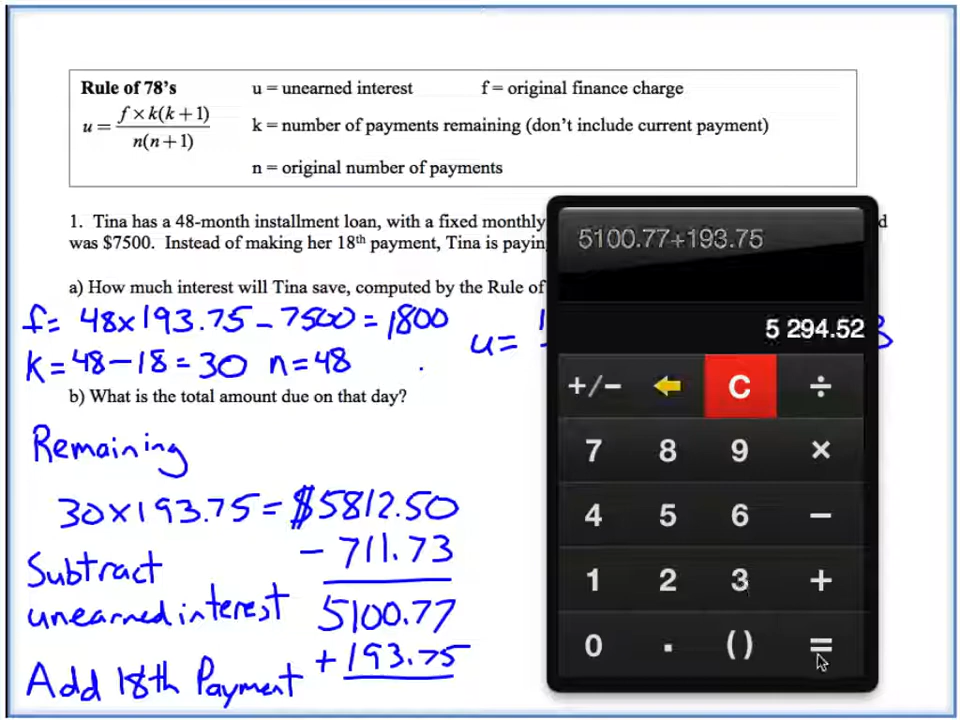 Rule of 78's
u = unearned interest f = original finance charge
u = f × k(k + 1) / n(n + 1)
k = number of payments remaining (don't include current payment)
n = original number of payments
1. Tina has a 48-month installment loan, with a fixed monthly
was $7500. Instead of making her 18th payment, Tina is paying
a) How much interest will Tina save, computed by the Rule of
f= 48x193.75-7500=1800
k=48-18=30 n=48
u=
b) What is the total amount due on that day?
Remaining
30x193.75=$5812.50
- 711.73
Subtract
unearned interest
5100.77
Add 18th Payment
+193.75
5100.77+193.75
5 294.52
+/− C ÷
7 8 9 ×
4 5 6 −
1 2 3 +
0 . () =